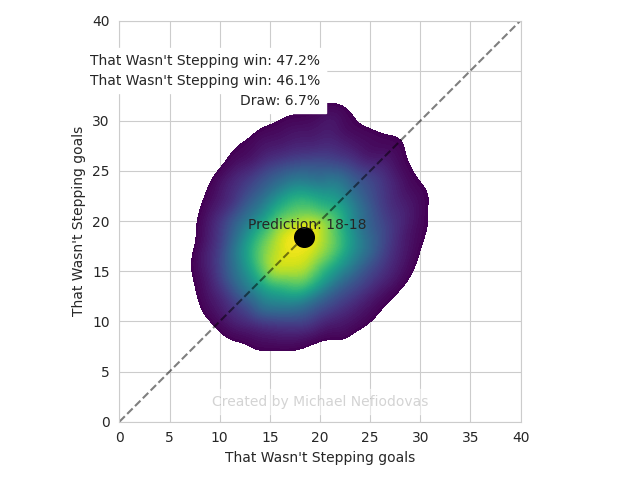 That Wasn't Stepping win: 47.2%
That Wasn't Stepping win: 46.1%
Draw: 6.7%
Prediction: 18-18
Created by Michael Nefiodovas
That Wasn't Stepping goals
40
30
25
20
15
10
5
0
0 5 10 15 20 25 30 35 40
That Wasn't Stepping goals